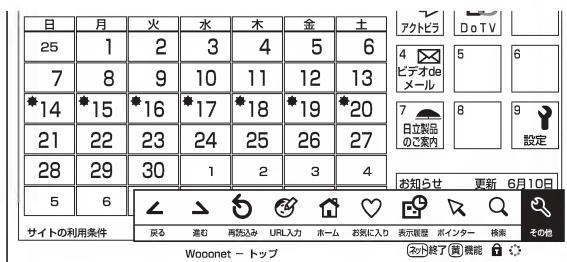 日 月 火 水 木 金 土
アクトビラ DoTV
25 1 2 3 4 5 6
4 ビデオdeメール 5 6
7 8 9 10 11 12 13
14 15 16 17 18 19 20
7 日立製品のご案内 8 9 設定
21 22 23 24 25 26 27
28 29 30 1 2 3 4
お知らせ 更新 6月10日
5 6
サイトの利用条件
戻る 進む 再読込み URL入力 ホーム お気に入り 表示履歴 ポインター 検索 その他
Wooonet − トップ
ネット終了 黄機能